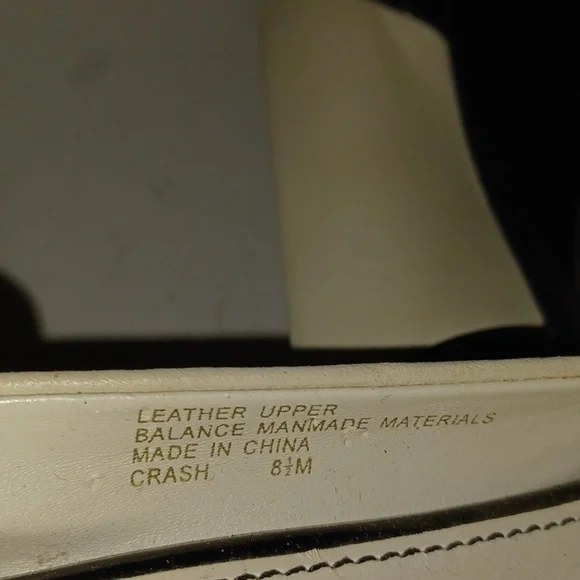 LEATHER UPPER
BALANCE MANMADE MATERIALS
MADE IN CHINA
CRASH 8½M